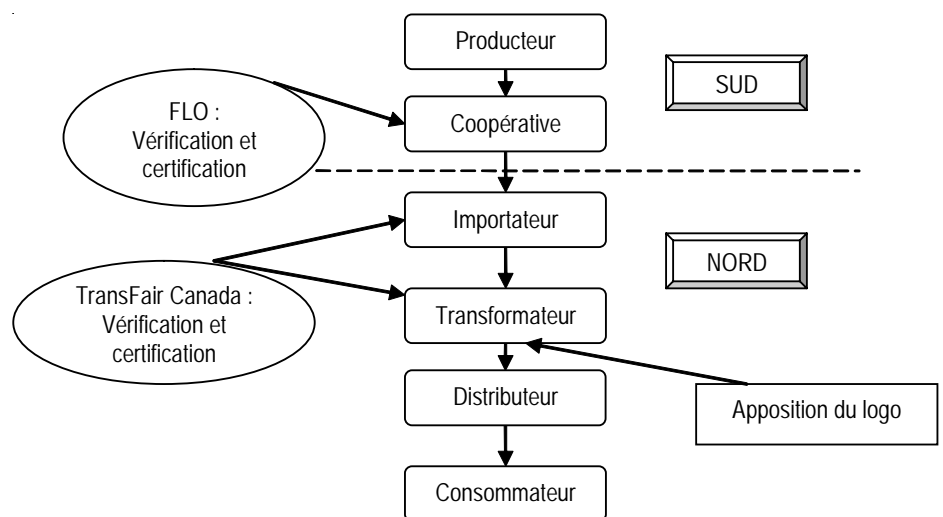 Producteur
SUD
FLO :
Vérification et
certification
Coopérative
Importateur
NORD
TransFair Canada :
Vérification et
certification
Transformateur
Distributeur
Apposition du logo
Consommateur